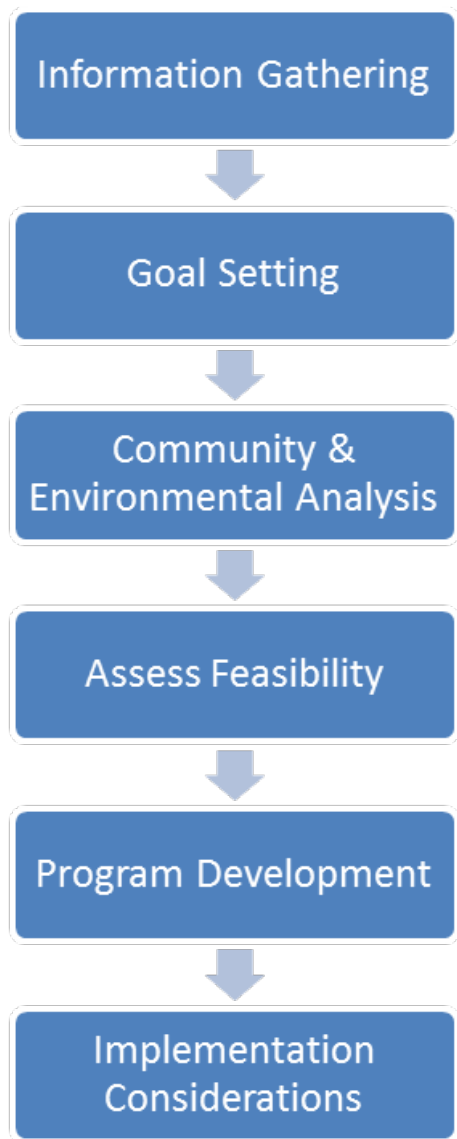 Information Gathering
Goal Setting
Community &
Environmental Analysis
Assess Feasibility
Program Development
Implementation
Considerations